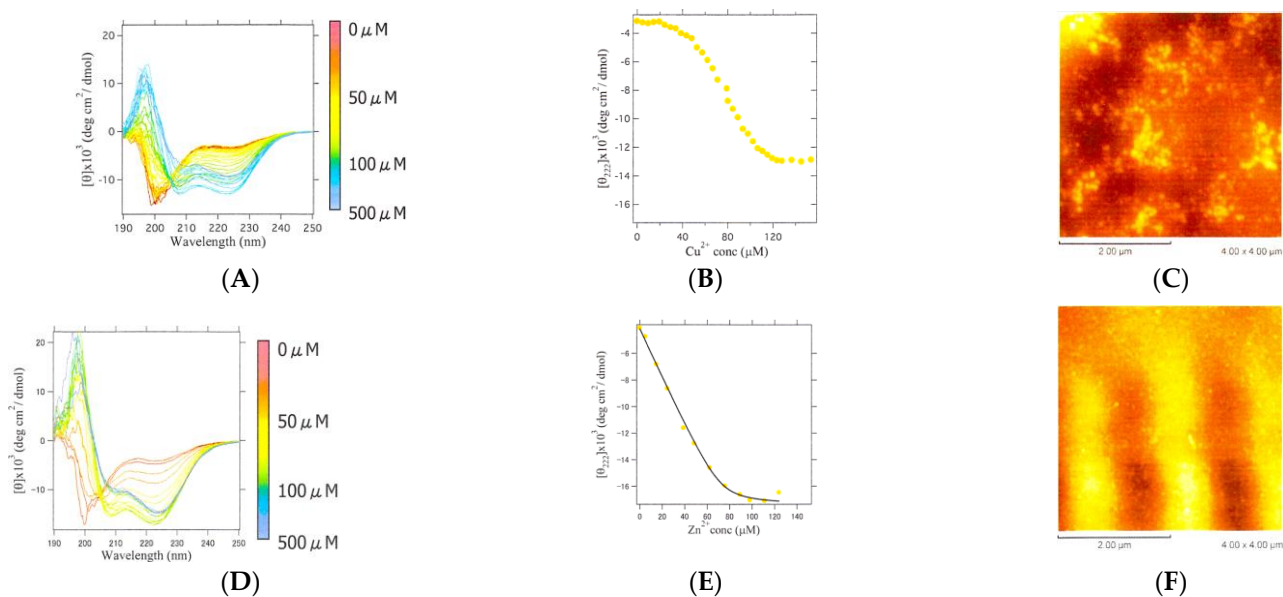 20
10
0
-10
[θ]x10³ (deg cm²/ dmol)
190 200 210 220 230 240 250
Wavelength (nm)
0 μM
50 μM
100 μM
500 μM
(A)
-4
-6
-8
-10
-12
-14
-16
[θ₂₂₂]x10³ (deg cm²/ dmol)
0 40 80 120
Cu²⁺ conc (μM)
(B)
2.00 μm
4.00 x 4.00 μm
(C)
20
10
0
-10
[θ]x10³ (deg cm²/ dmol)
190 200 210 220 230 240 250
Wavelength (nm)
0 μM
50 μM
100 μM
500 μM
(D)
-6
-8
-10
-12
-14
-16
[θ₂₂₂]x10³ (deg cm²/ dmol)
0 20 40 60 80 100 120 140
Zn²⁺ conc (μM)
(E)
2.00 μm
4.00 x 4.00 μm
(F)